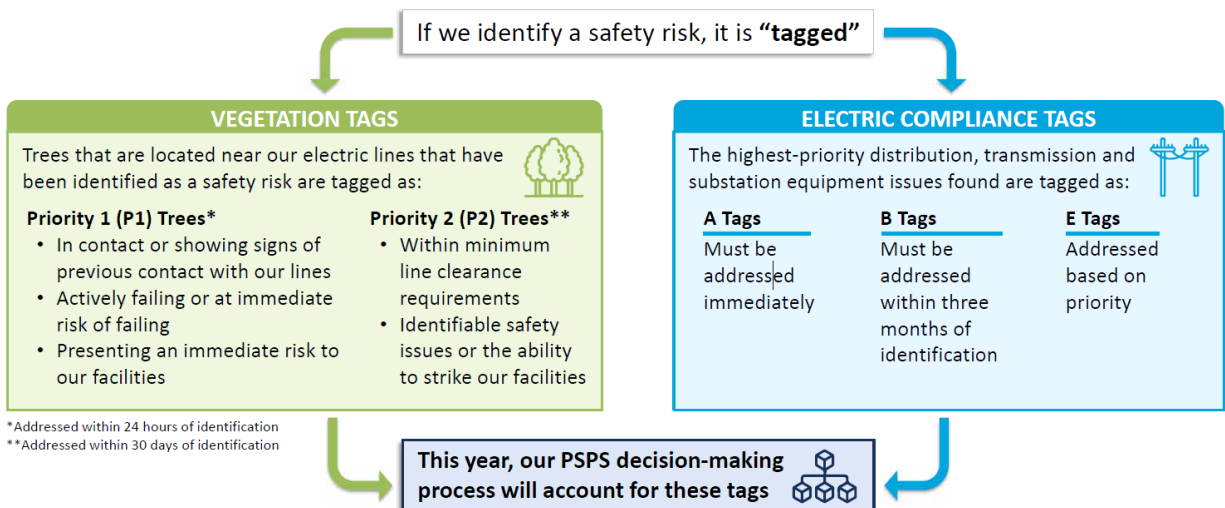 If we identify a safety risk, it is “tagged”
VEGETATION TAGS
Trees that are located near our electric lines that have
been identified as a safety risk are tagged as:
Priority 1 (P1) Trees*
• In contact or showing signs of
previous contact with our lines
• Actively failing or at immediate
risk of failing
• Presenting an immediate risk to
our facilities
Priority 2 (P2) Trees**
• Within minimum
line clearance
requirements
• Identifiable safety
issues or the ability
to strike our facilities
*Addressed within 24 hours of identification
**Addressed within 30 days of identification
ELECTRIC COMPLIANCE TAGS
The highest-priority distribution, transmission and
substation equipment issues found are tagged as:
A Tags
Must be
addressed
immediately
B Tags
Must be
addressed
within three
months of
identification
E Tags
Addressed
based on
priority
This year, our PSPS decision-making
process will account for these tags